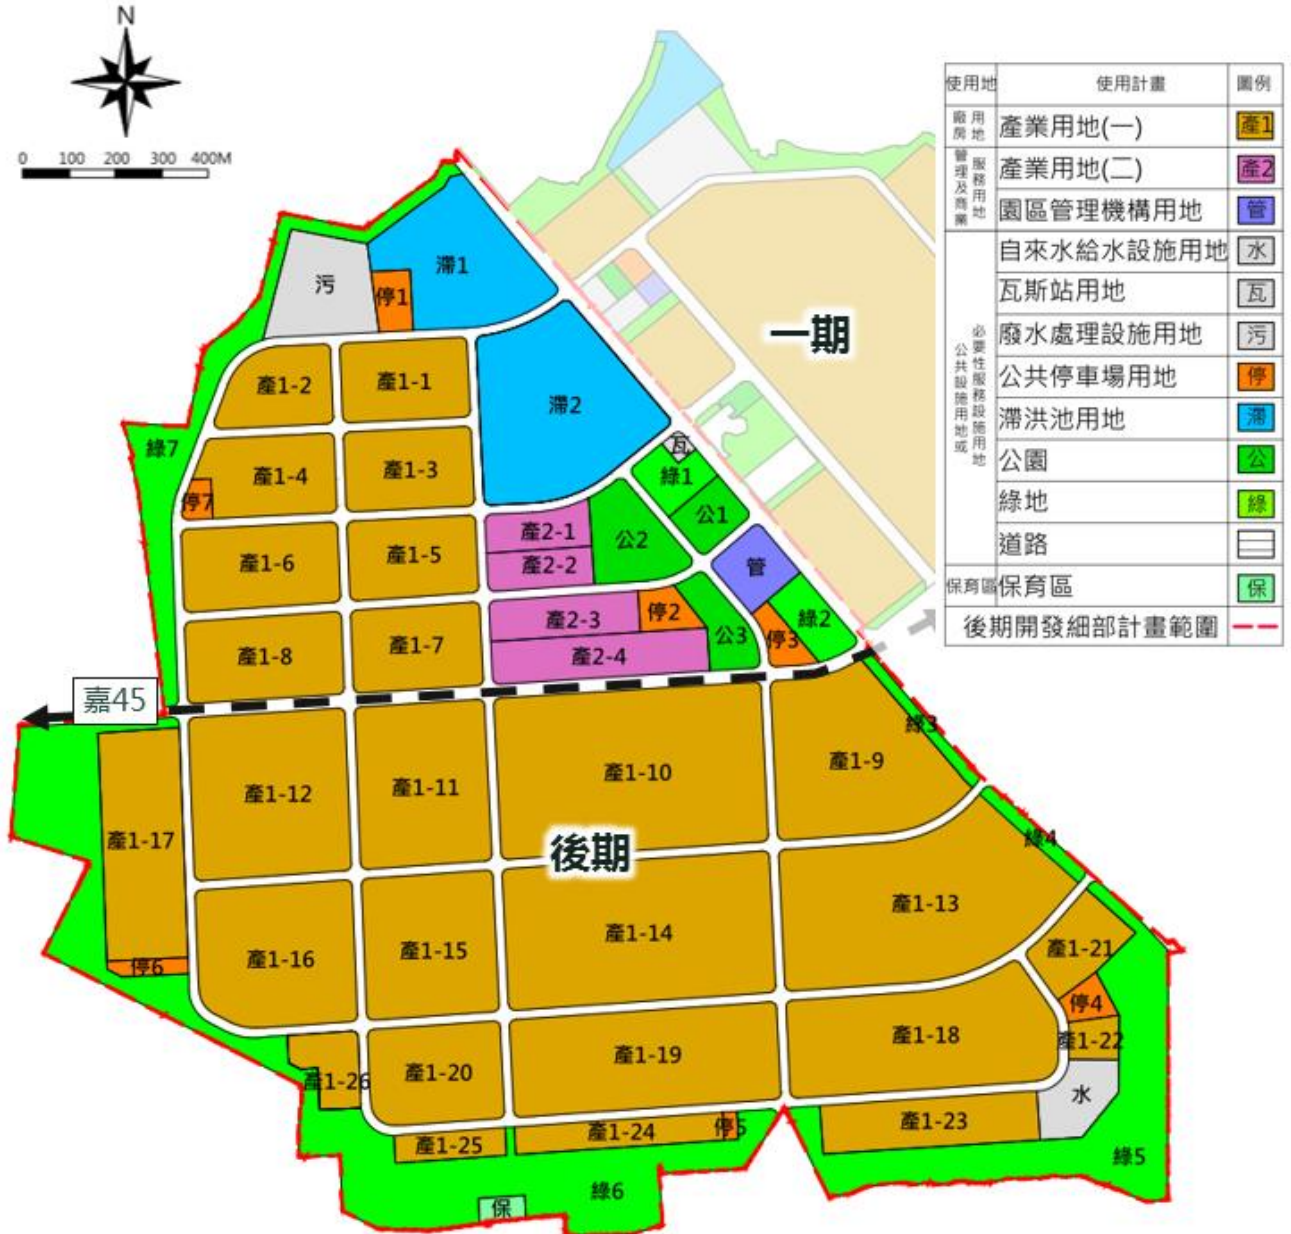 N
0 100 200 300 400M
使用地 使用計畫 圖例
廠房用地 產業用地(一) 產1
管理及商業服務用地 產業用地(二) 產2
園區管理機構用地 管
公共設施用地或必要性服務設施用地 自來水給水設施用地 水
瓦斯站用地 瓦
廢水處理設施用地 污
公共停車場用地 停
滯洪池用地 滯
公園 公
綠地 綠
道路
保育區 保育區 保
後期開發細部計畫範圍
一期
滯1
污
停1
產1-2
產1-1
滯2
綠7
產1-4
產1-3
瓦
綠1
停7
公1
產2-1
公2
產1-6
產1-5
產2-2
管
產2-3
停2
綠2
公3
停3
產1-8
產1-7
產2-4
嘉45
綠3
產1-12
產1-11
產1-10
產1-9
產1-17
後期
綠4
產1-16
產1-15
產1-14
產1-13
產1-21
停6
停4
產1-26
產1-20
產1-19
產1-18
產1-22
水
產1-25
產1-24
停5
產1-23
綠5
綠6
保